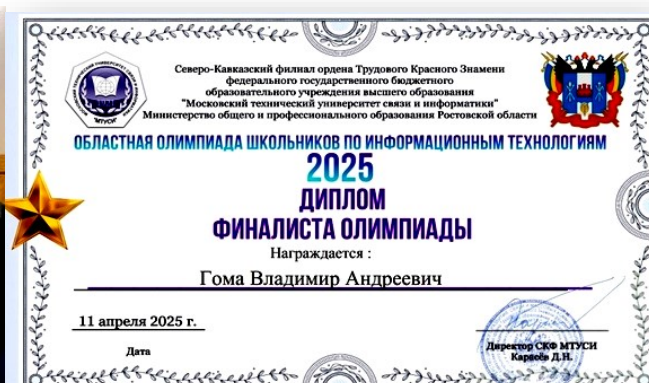 Северо-Кавказский филиал ордена Трудового Красного Знамени
федерального государственного бюджетного
образовательного учреждения высшего образования
"Московский технический университет связи и информатики"
Министерство общего и профессионального образования Ростовской области
ОБЛАСТНАЯ ОЛИМПИАДА ШКОЛЬНИКОВ ПО ИНФОРМАЦИОННЫМ ТЕХНОЛОГИЯМ
2025
ДИПЛОМ
ФИНАЛИСТА ОЛИМПИАДЫ
Награждается :
Гома Владимир Андреевич
11 апреля 2025 г.
Дата
Директор СКФ МТУСИ
Карасёв Д.Н.
МТУСИ